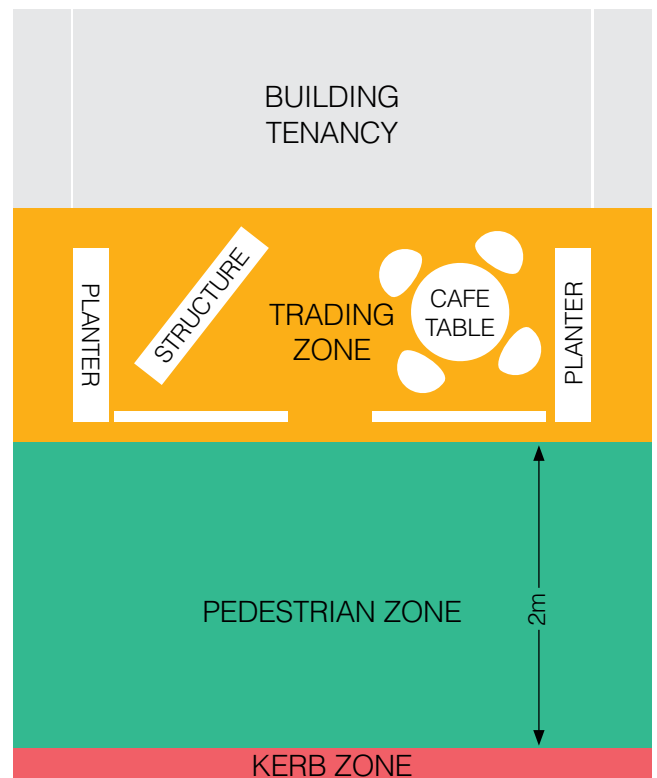 BUILDING
TENANCY
PLANTER
STRUCTURE
TRADING
ZONE
CAFE
TABLE
PLANTER
PEDESTRIAN ZONE
2m
KERB ZONE